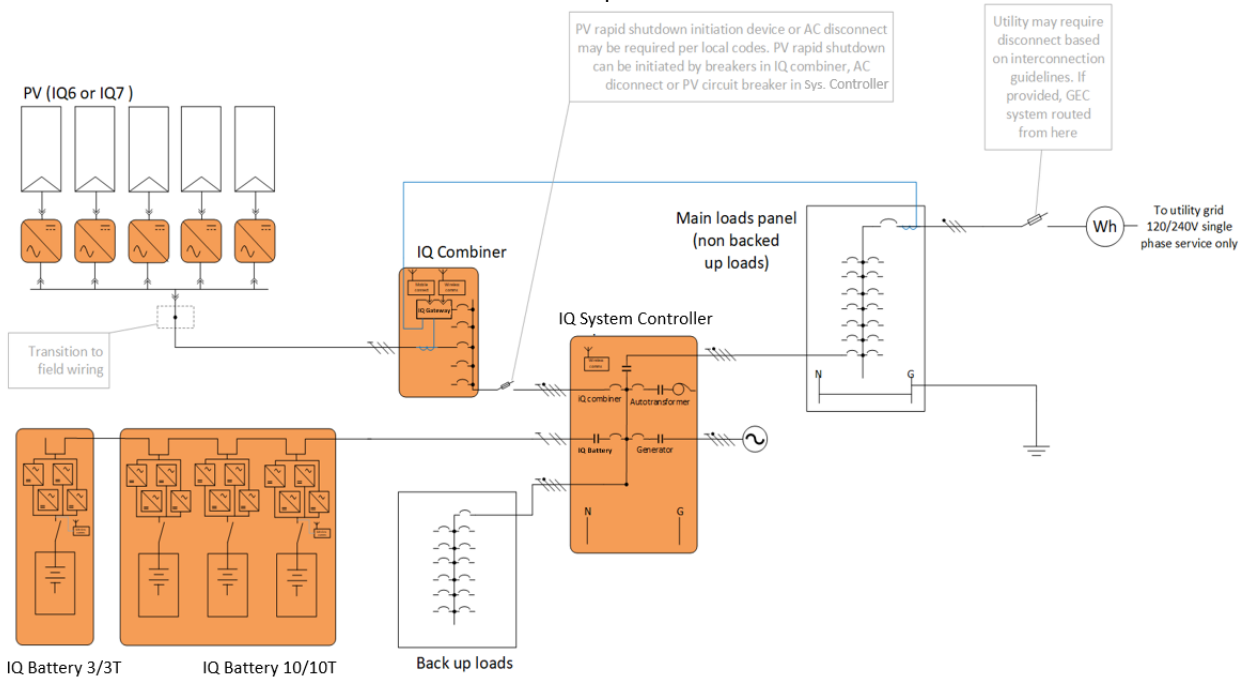 PV rapid shutdown initiation device or AC disconnect
may be required per local codes. PV rapid shutdown
can be initiated by breakers in IQ combiner, AC
diconnect or PV circuit breaker in Sys. Controller
Utility may require
disconnect based
on interconnection
guidelines. If
provided, GEC
system routed
from here
PV (IQ6 or IQ7 )
Main loads panel
(non backed
up loads)
Wh
To utility grid
120/240V single
phase service only
IQ Combiner
IQ Gateway
Transition to
field wiring
IQ System Controller
N
G
iQ combiner
Autotransformer
IQ Battery
Generator
N
G
Back up loads
IQ Battery 3/3T
IQ Battery 10/10T